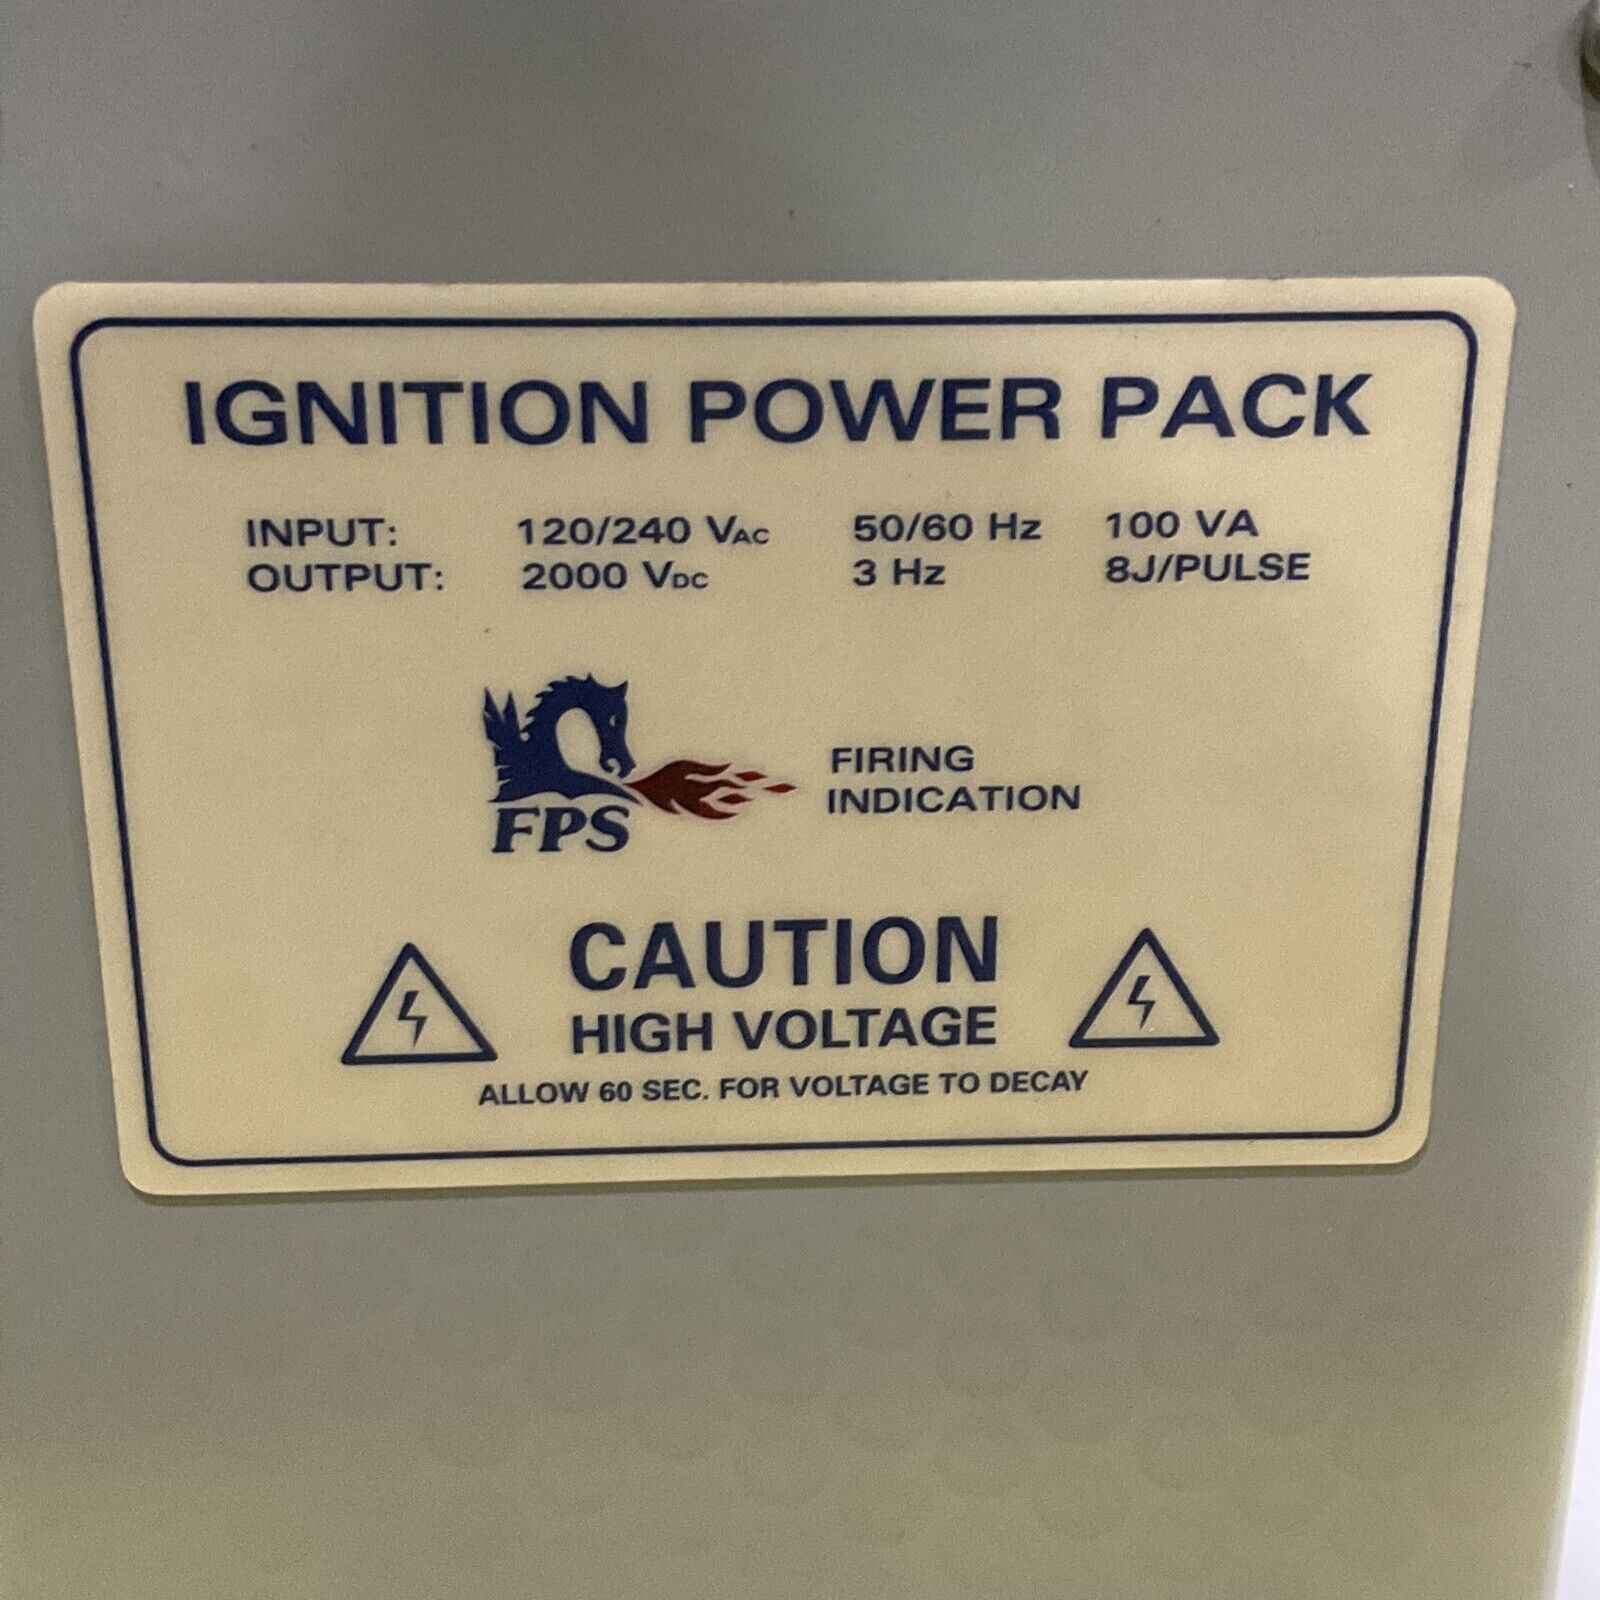 IGNITION POWER PACK
INPUT: 120/240 VAC 50/60 Hz 100 VA
OUTPUT: 2000 VDC 3 Hz 8J/PULSE
FPS
FIRING
INDICATION
CAUTION
HIGH VOLTAGE
ALLOW 60 SEC. FOR VOLTAGE TO DECAY